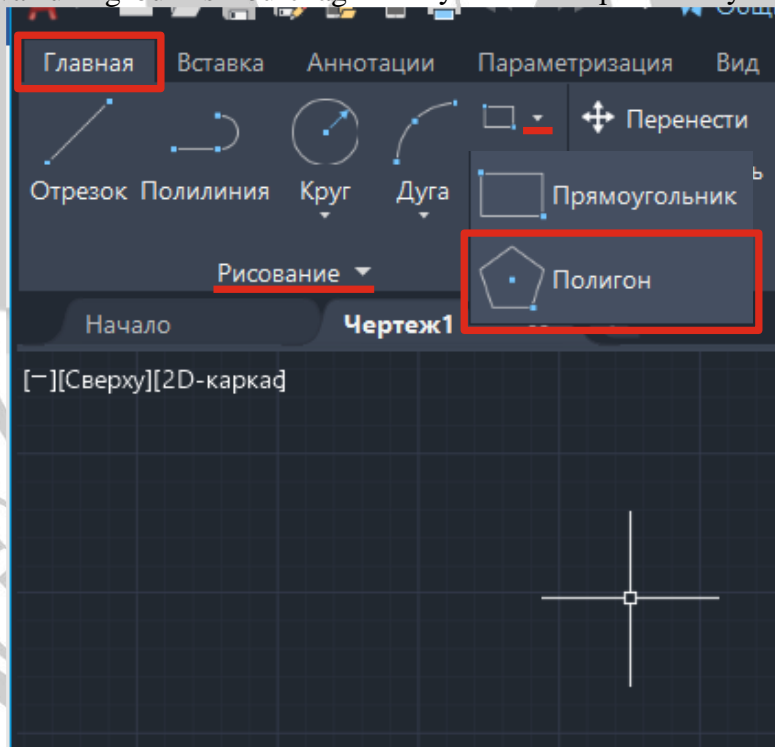 Главная Вставка Аннотации Параметризация Вид
Перенести
Отрезок Полилиния Круг Дуга
Прямоугольник
Полигон
Рисование
Начало Чертеж1
[−][Сверху][2D-каркас]